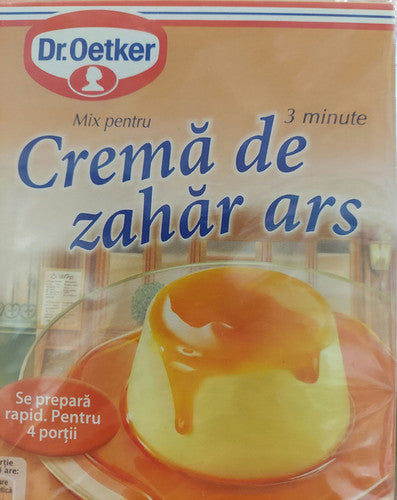 Dr.Oetker
Mix pentru
3 minute
Cremă de
zahăr ars
Se prepară
rapid. Pentru
4 porții